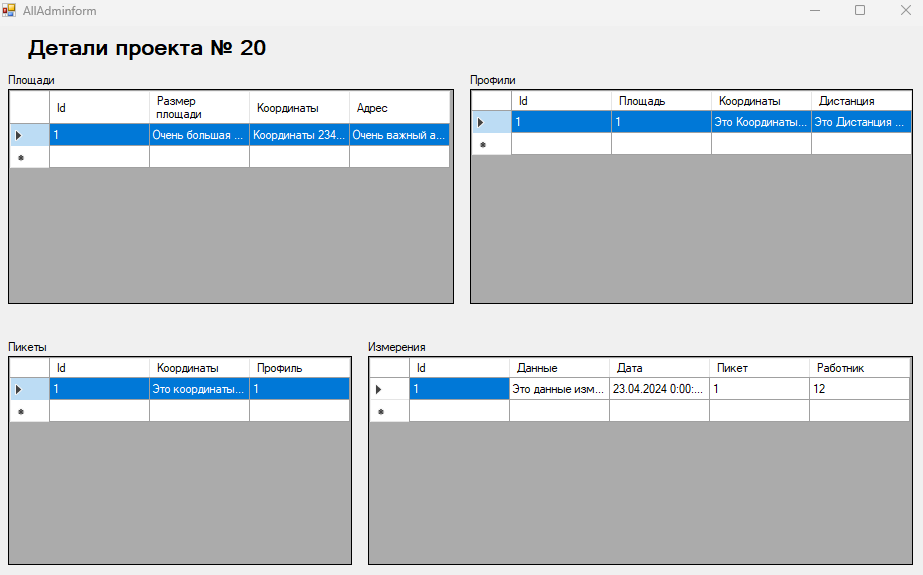 AllAdminform
Детали проекта № 20
Площади
Id Размер площади Координаты Адрес
1 Очень большая ... Координаты 234... Очень важный а...
Профили
Id Площадь Координаты Дистанция
1 1 Это Координаты... Это Дистанция ...
Пикеты
Id Координаты Профиль
1 Это координаты... 1
Измерения
Id Данные Дата Пикет Работник
1 Это данные изм... 23.04.2024 0:00:... 1 12